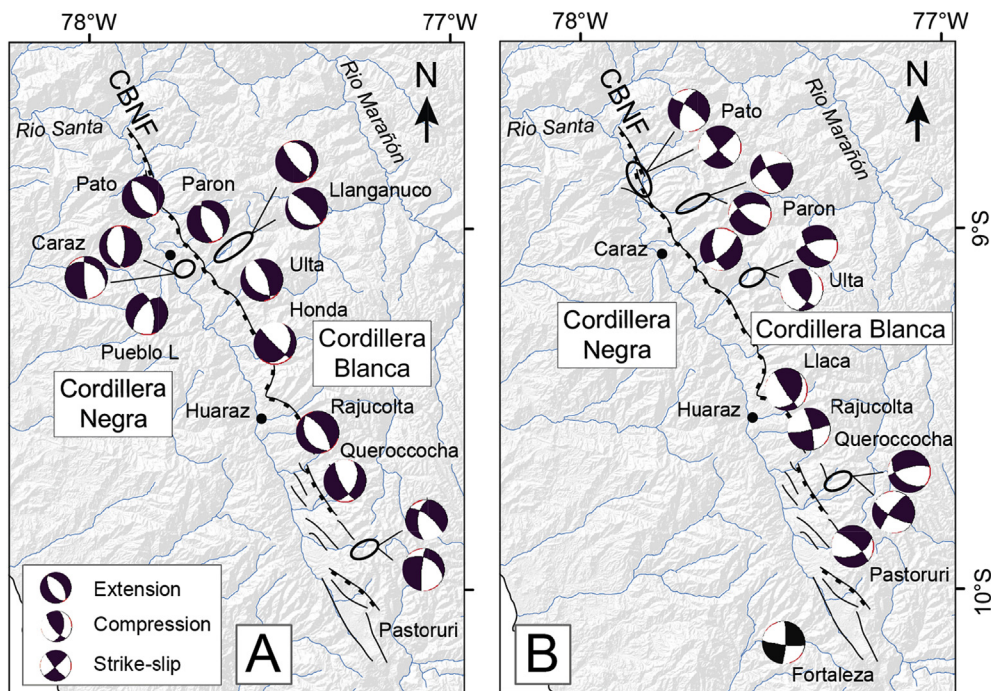 78°W
77°W
78°W
77°W
CBNF
Rio Santa
Rio Marañón
N
Pato
Paron
Llanganuco
Caraz
Ulta
Honda
Pueblo L
Cordillera
Blanca
Cordillera
Negra
Huaraz
Rajucolta
Queroccocha
Pastoruri
Extension
Compression
Strike-slip
A
CBNF
Rio Santa
Rio Marañón
N
Pato
Paron
Caraz
Ulta
Cordillera
Negra
Cordillera Blanca
Llaca
Huaraz
Rajucolta
Queroccocha
Pastoruri
Fortaleza
B
9°S
10°S